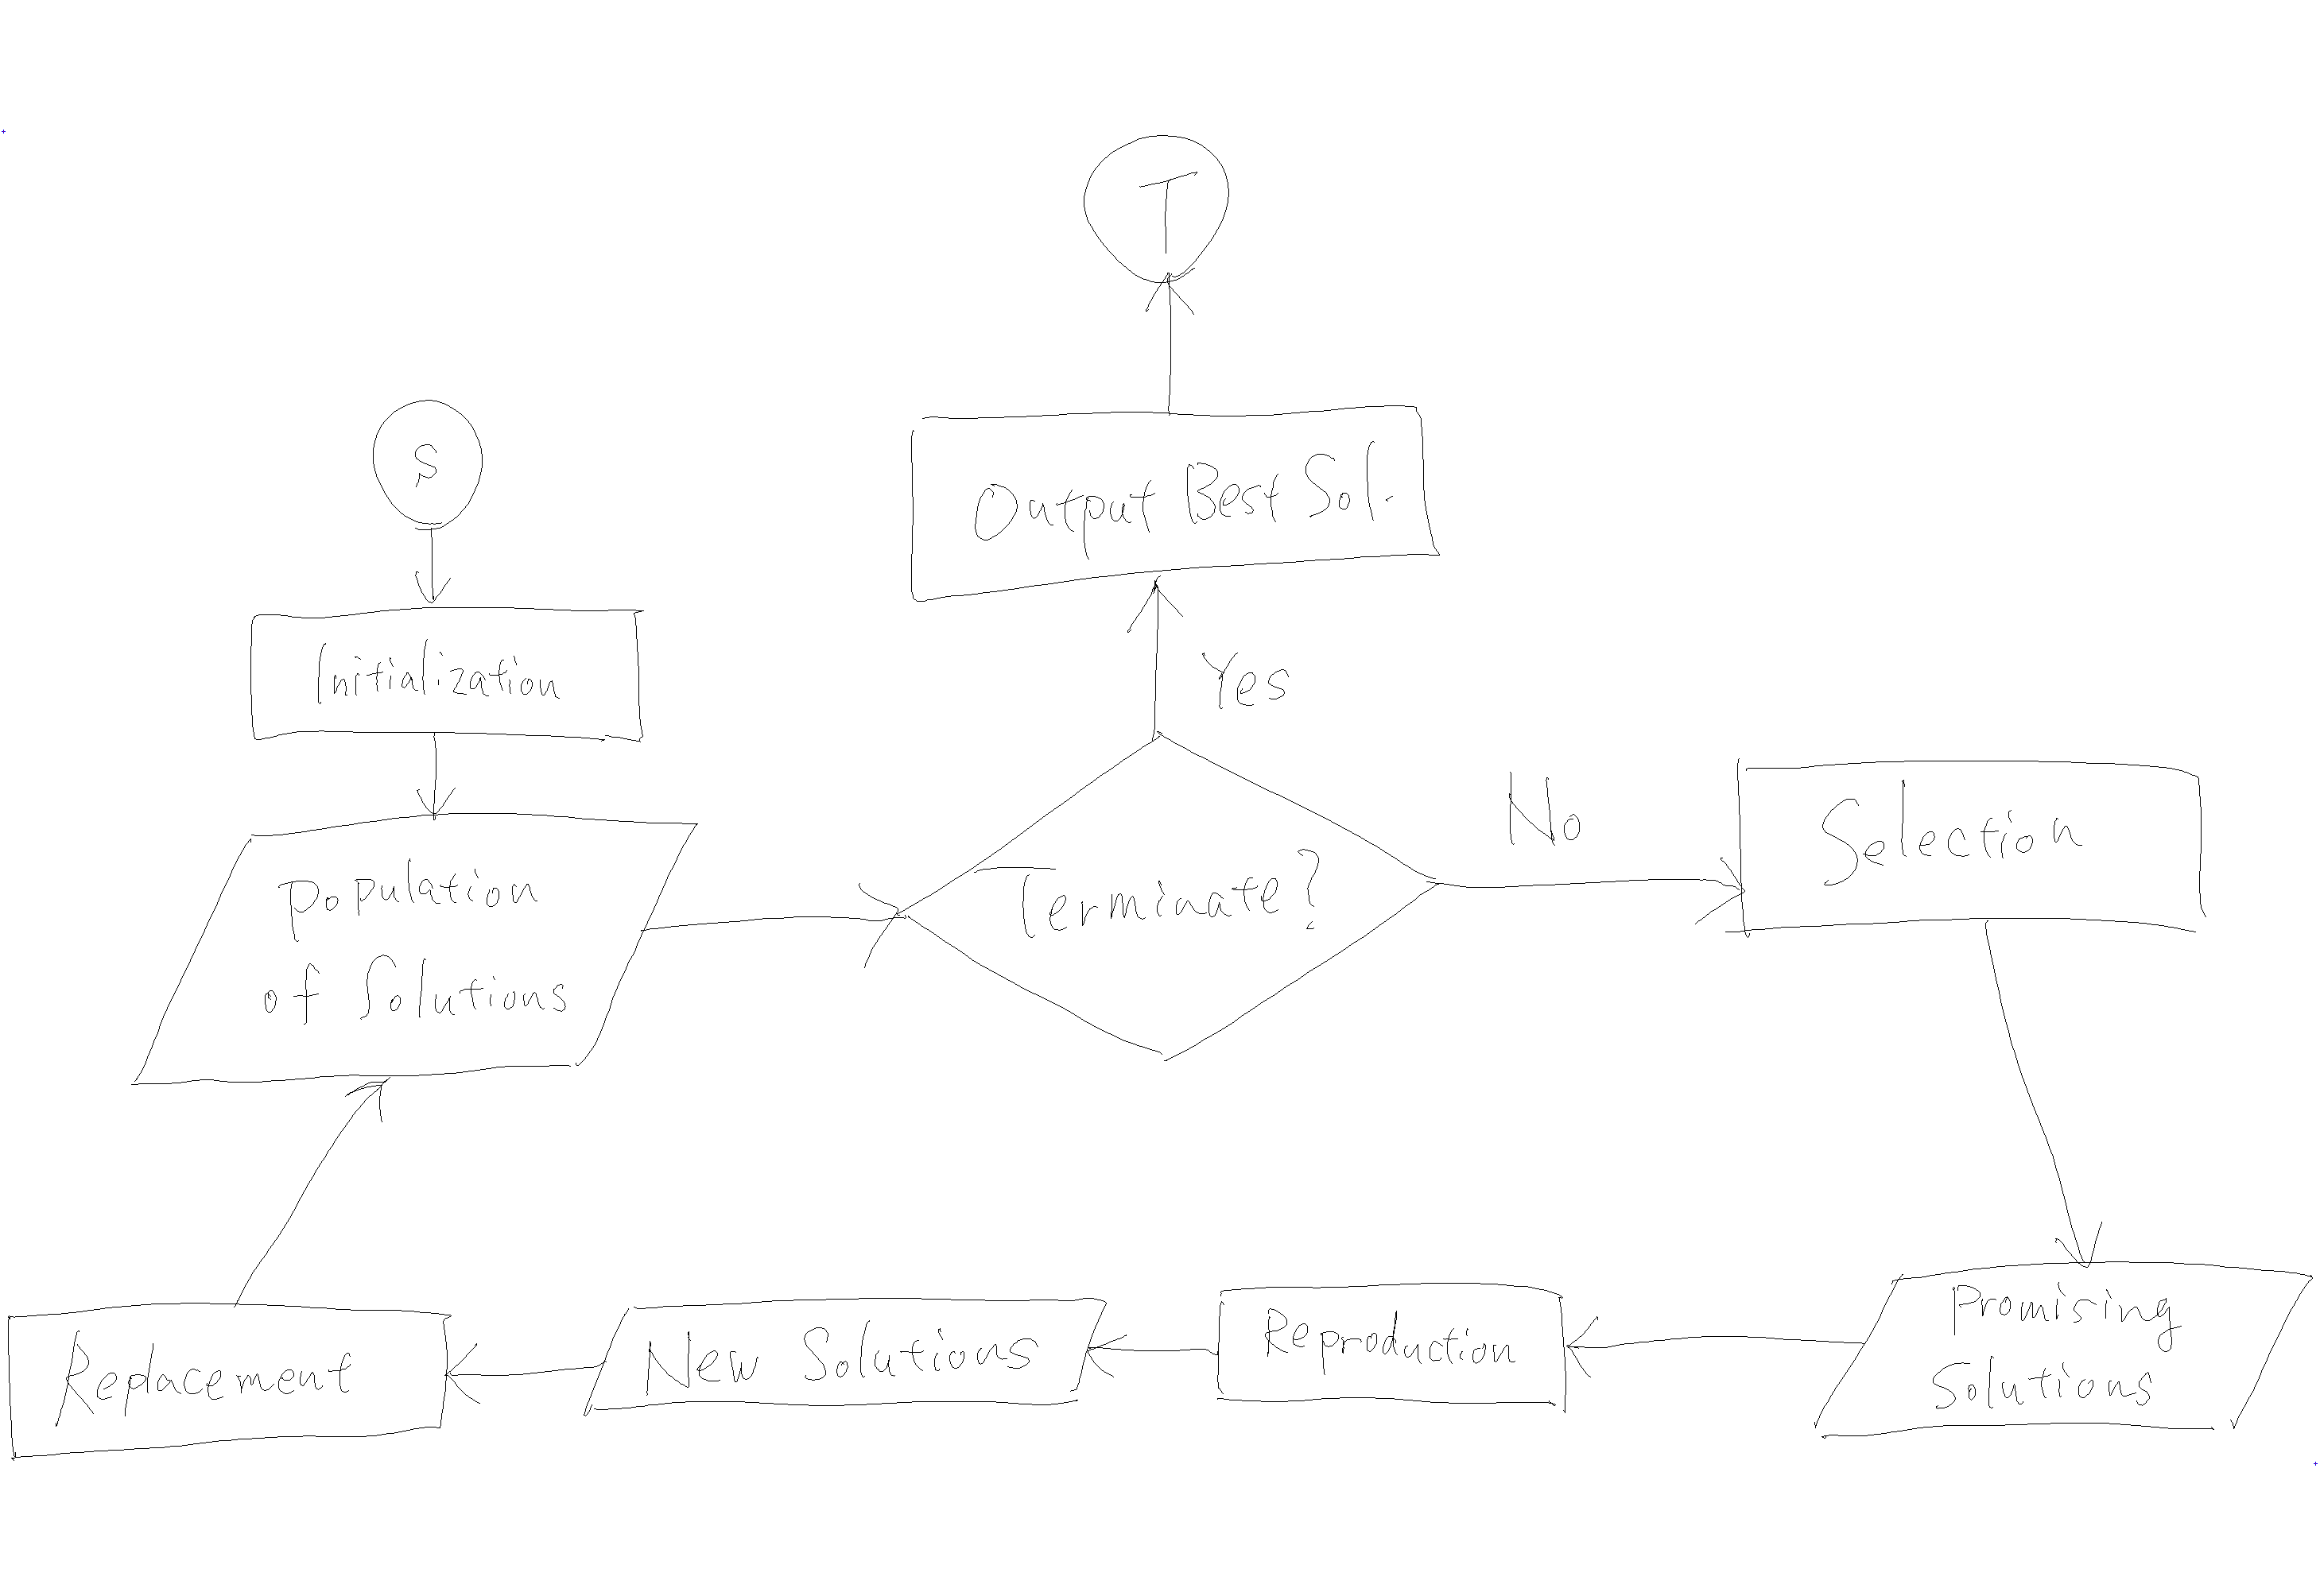 T
S
Output Best Sol.
Initialization
Yes
No
Selection
Population
of Solutions
Terminate?
Promising
Solutions
Reproduction
New Solutions
Replacement